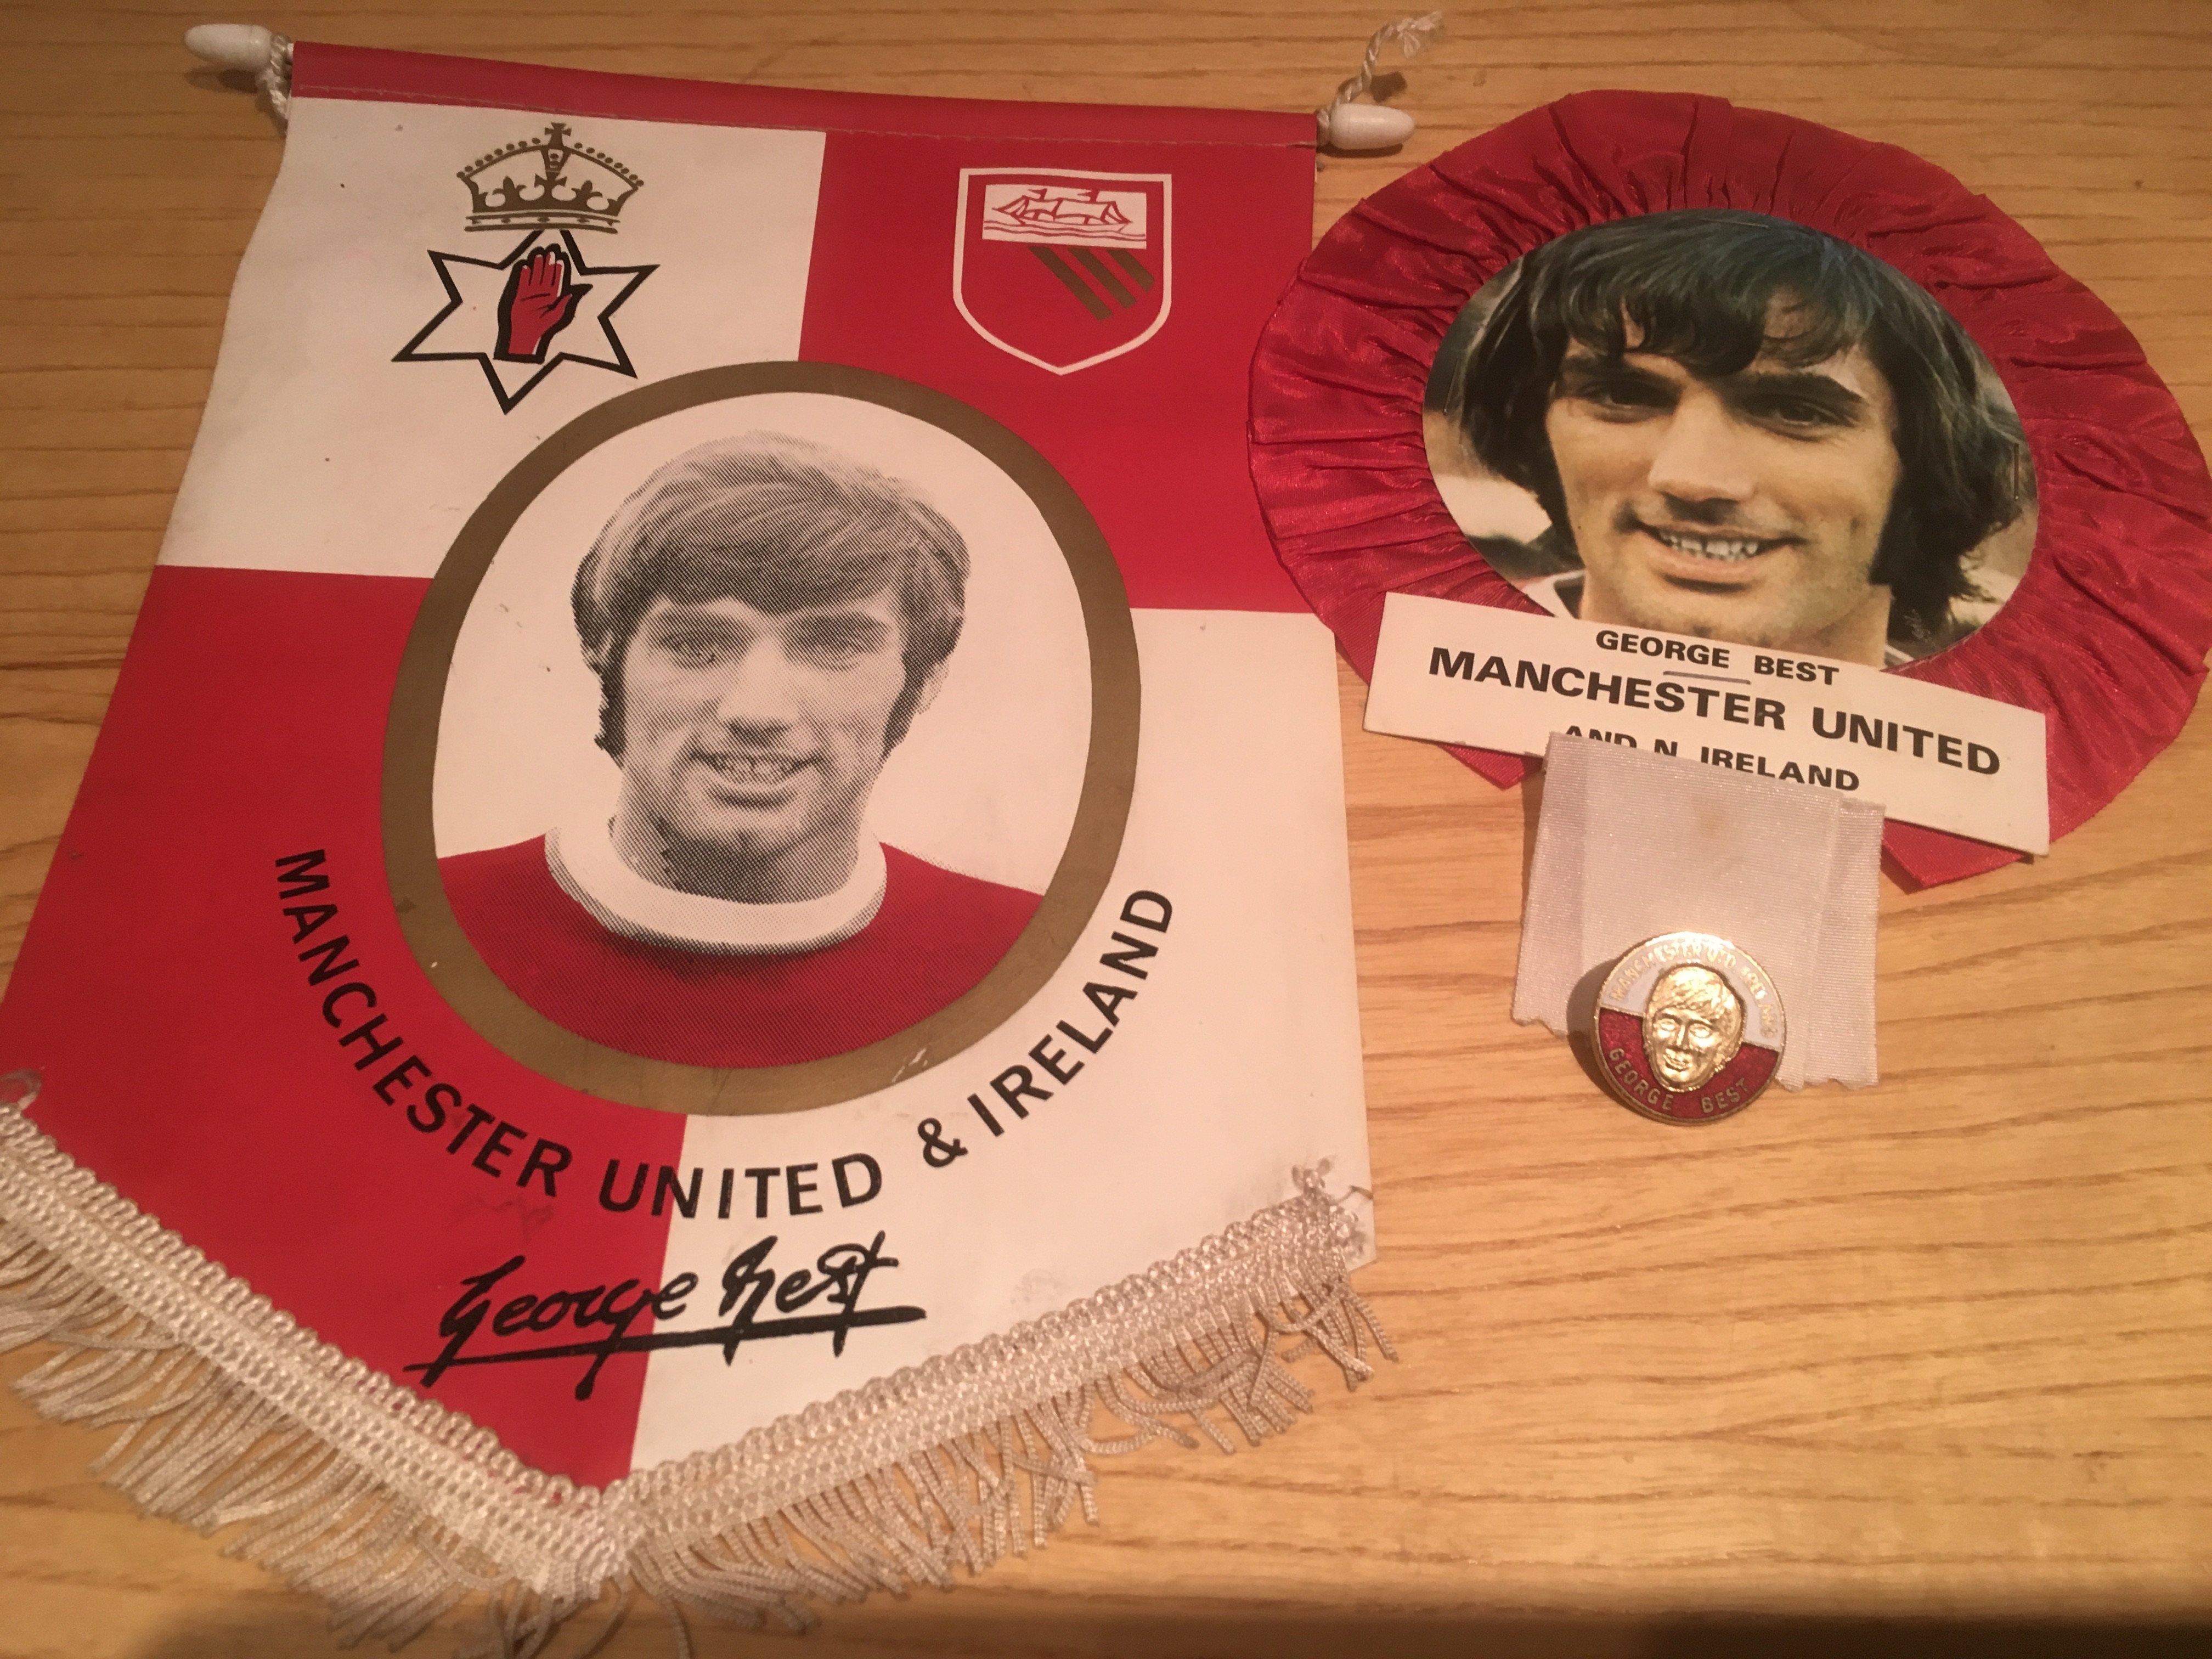 MANCHESTER UNITED & IRELAND
George Best
GEORGE BEST
MANCHESTER UNITED
AND N. IRELAND
GEORGE BEST